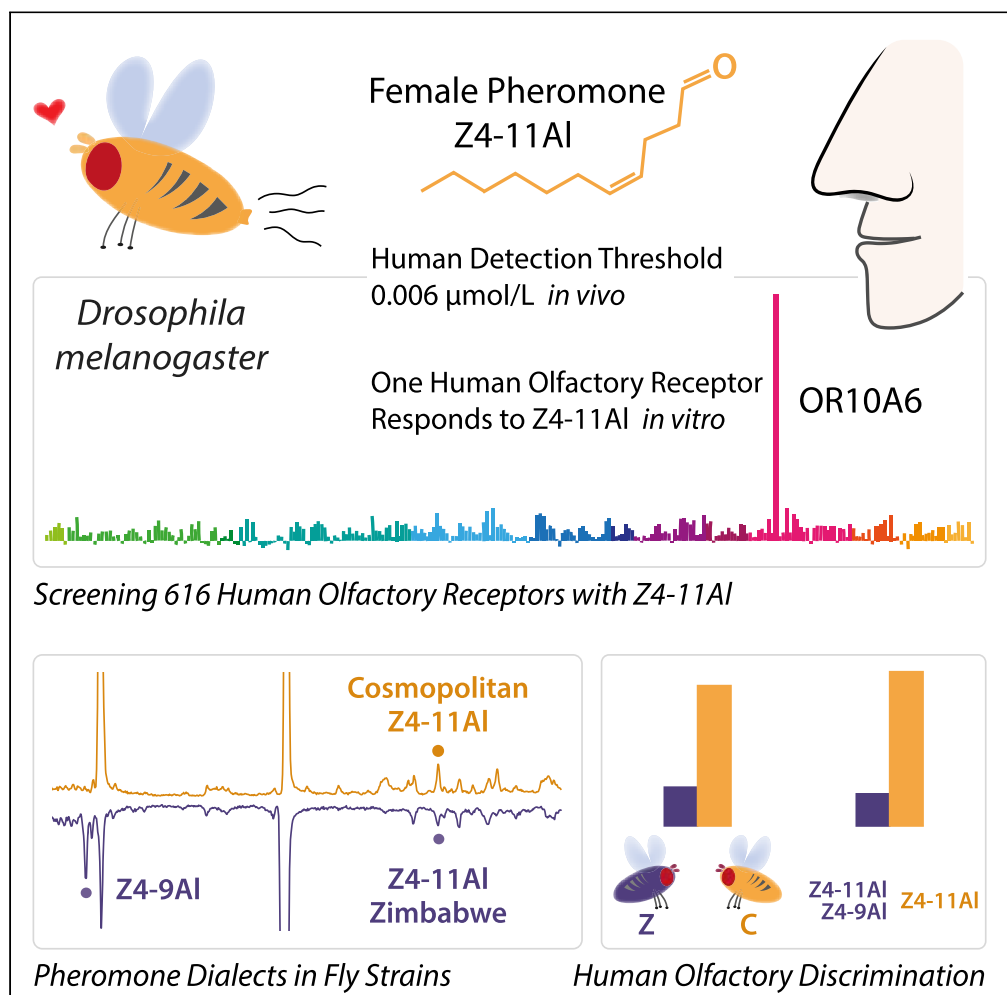 Female Pheromone
Z4-11Al
O
Human Detection Threshold
0.006 µmol/L in vivo
Drosophila
melanogaster
One Human Olfactory Receptor
Responds to Z4-11Al in vitro
OR10A6
Screening 616 Human Olfactory Receptors with Z4-11Al
Cosmopolitan
Z4-11Al
Z4-9Al
Z4-11Al
Zimbabwe
Pheromone Dialects in Fly Strains
Z
C
Z4-11Al
Z4-9Al
Z4-11Al
Human Olfactory Discrimination